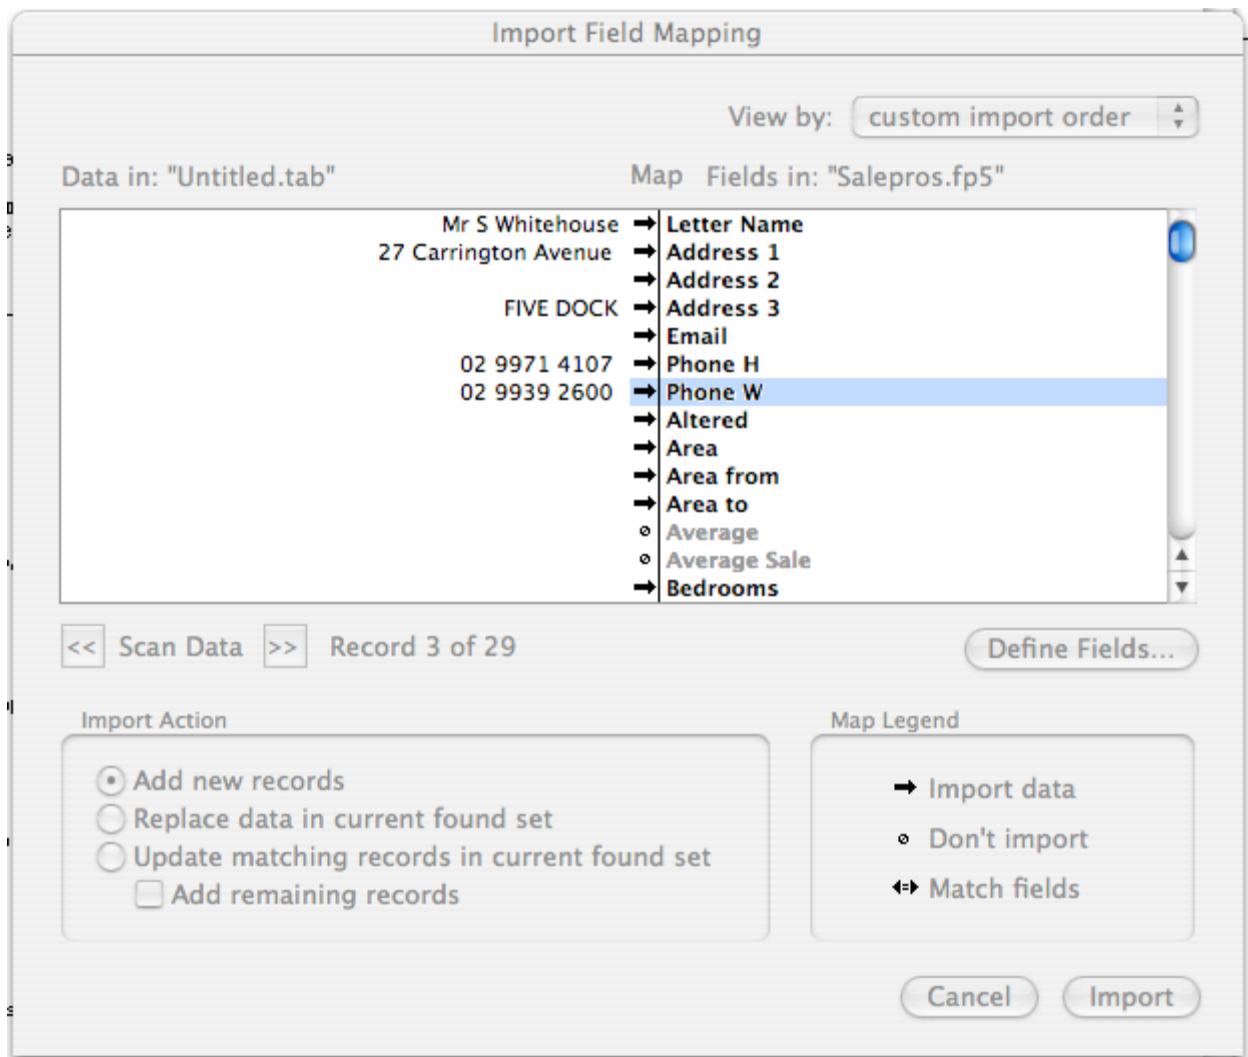 Import Field Mapping
View by: custom import order
Data in: "Untitled.tab" Map Fields in: "Salepros.fp5"
Mr S Whitehouse Letter Name
27 Carrington Avenue Address 1
Address 2
FIVE DOCK Address 3
Email
02 9971 4107 Phone H
02 9939 2600 Phone W
Altered
Area
Area from
Area to
Average
Average Sale
Bedrooms
<< Scan Data >> Record 3 of 29 Define Fields...
Import Action Map Legend
Add new records
Import data
Replace data in current found set
Don't import
Update matching records in current found set
Match fields
Add remaining records
Cancel Import